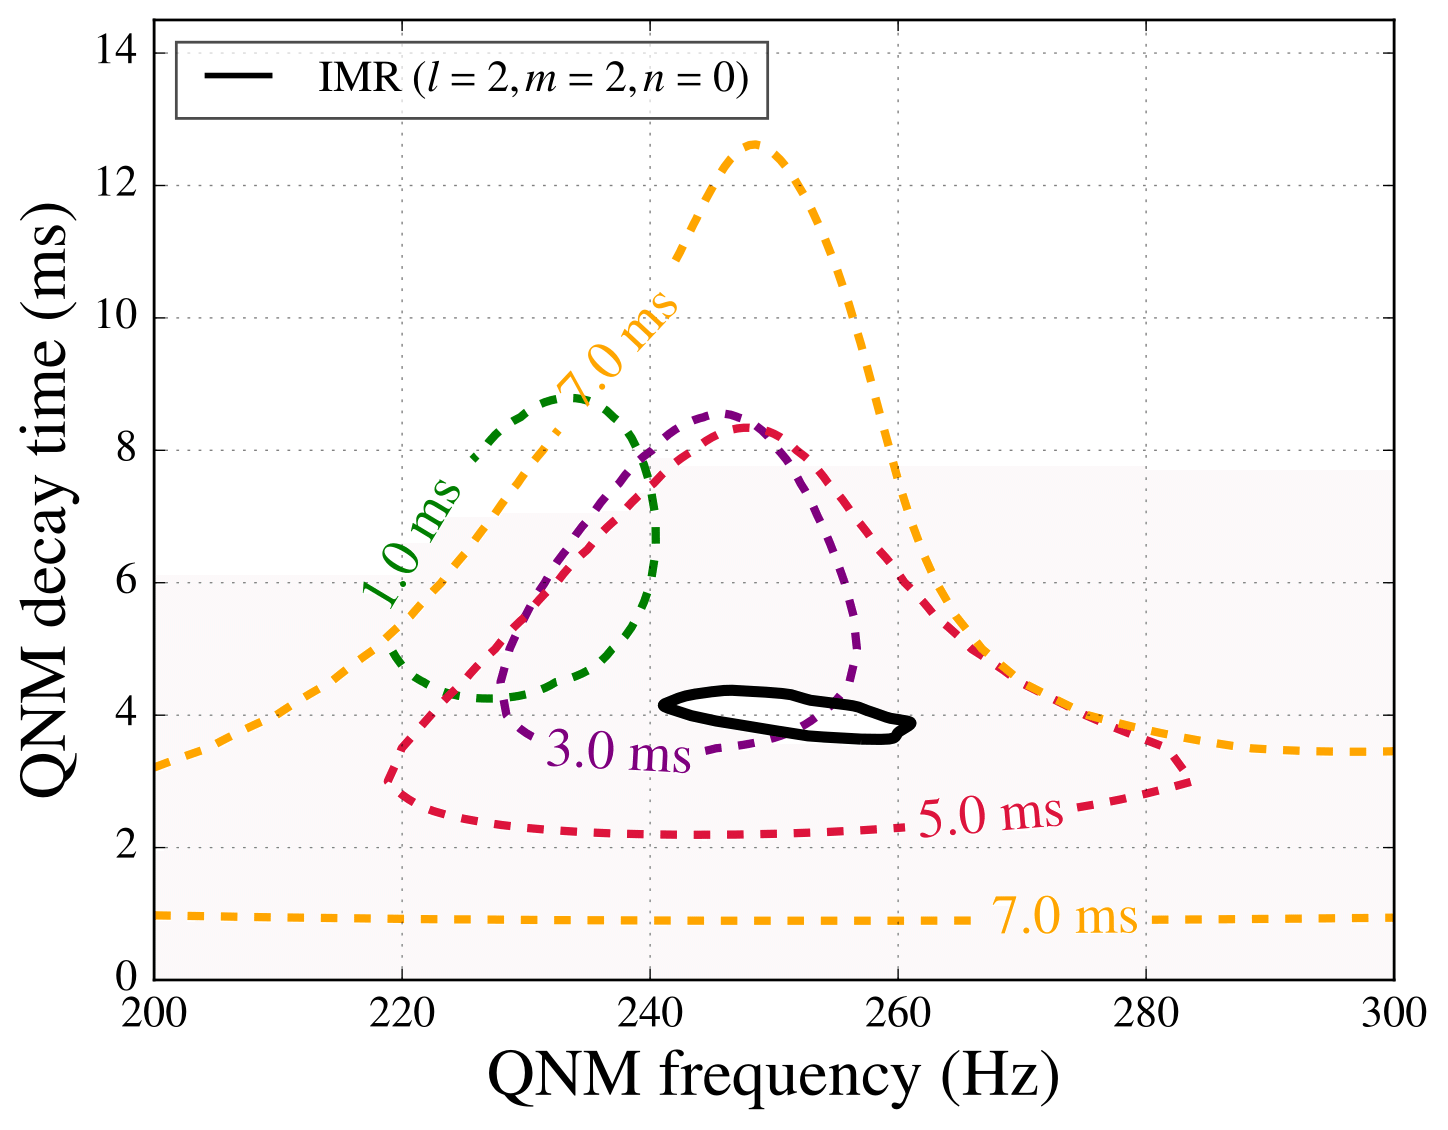 IMR (l = 2, m = 2, n = 0)
14
12
10
8
6
4
2
0
QNM decay time (ms)
7.0 ms
1.0 ms
3.0 ms
5.0 ms
7.0 ms
200
220
240
260
280
300
QNM frequency (Hz)